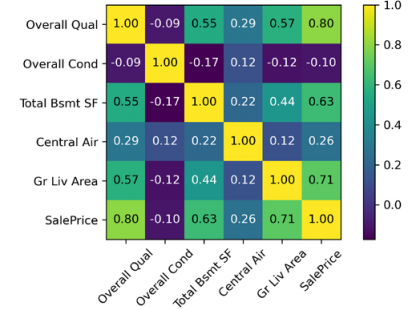 Overall Qual 1.00 -0.09 0.55 0.29 0.57 0.80
Overall Cond -0.09 1.00 -0.17 0.12 -0.12 -0.10
Total Bsmt SF 0.55 -0.17 1.00 0.22 0.44 0.63
Central Air 0.29 0.12 0.22 1.00 0.12 0.26
Gr Liv Area 0.57 -0.12 0.44 0.12 1.00 0.71
SalePrice 0.80 -0.10 0.63 0.26 0.71 1.00
Overall Qual
Overall Cond
Total Bsmt SF
Central Air
Gr Liv Area
SalePrice
1.0
0.8
0.6
0.4
0.2
0.0